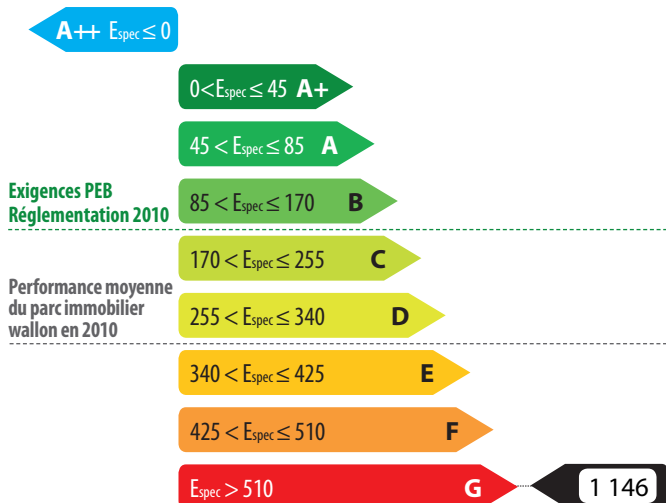 A++ Espec ≤ 0
0 < Espec ≤ 45 A+
45 < Espec ≤ 85 A
Exigences PEB
Réglementation 2010
85 < Espec ≤ 170 B
170 < Espec ≤ 255 C
Performance moyenne
du parc immobilier
wallon en 2010
255 < Espec ≤ 340 D
340 < Espec ≤ 425 E
425 < Espec ≤ 510 F
Espec > 510 G 1 146